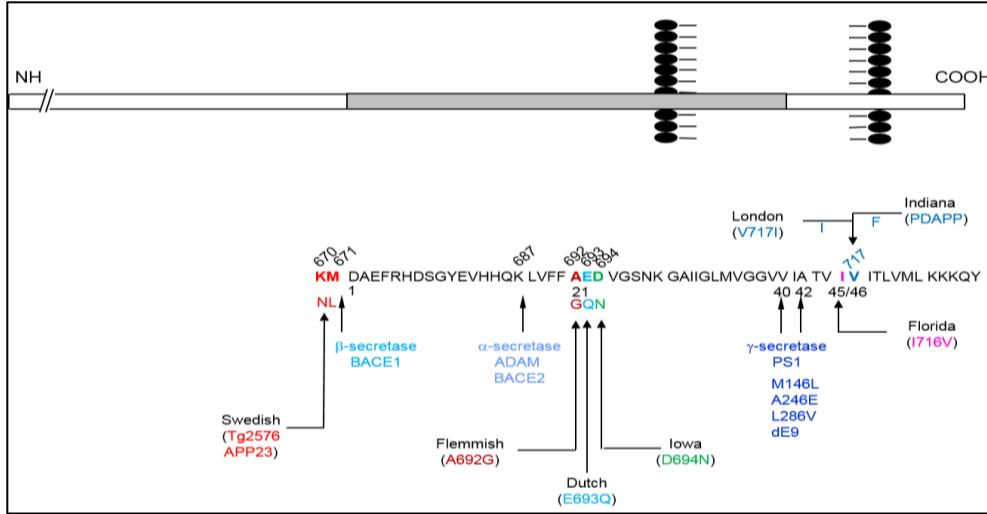 NH
COOH
London
(V717I)
I
F
Indiana
(PDAPP)
670
671
687
692
693
694
717
KM DAEFRHDSGYEVHHQK LVFF AED VGSNK GAIIGLMVGGVV IA TV I V ITLVML KKKQY
1
21
40 42
45/46
NL
GQN
β-secretase
BACE1
α-secretase
ADAM
BACE2
γ-secretase
PS1
M146L
A246E
L286V
dE9
Florida
(I716V)
Swedish
(Tg2576
APP23)
Flemmish
(A692G)
Iowa
(D694N)
Dutch
(E693Q)